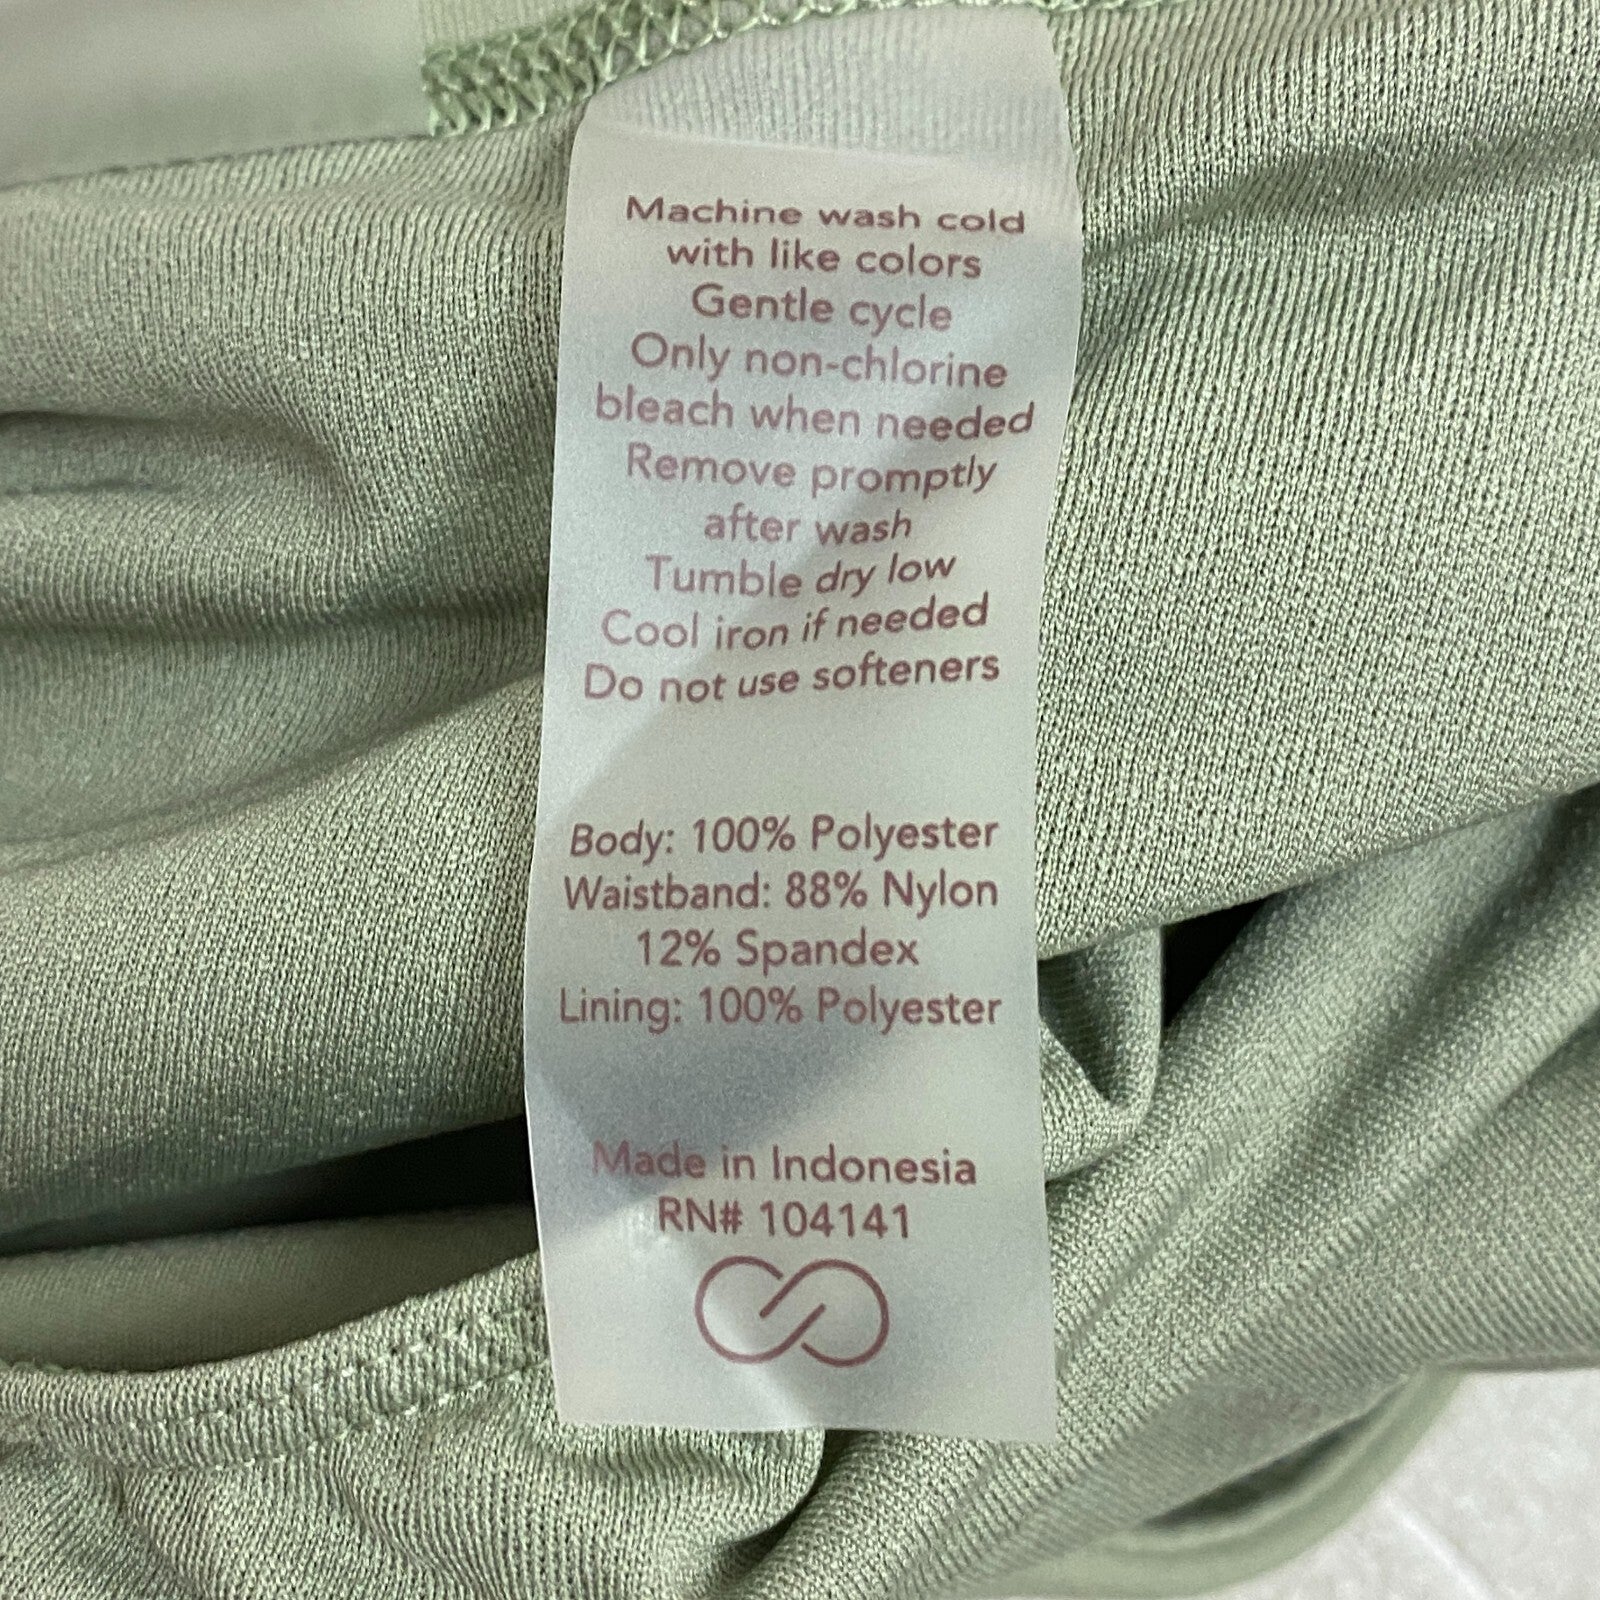 Machine wash cold
with like colors
Gentle cycle
Only non-chlorine
bleach when needed
Remove promptly
after wash
Tumble dry low
Cool iron if needed
Do not use softeners
Body: 100% Polyester
Waistband: 88% Nylon
12% Spandex
Lining: 100% Polyester
Made in Indonesia
RN# 104141